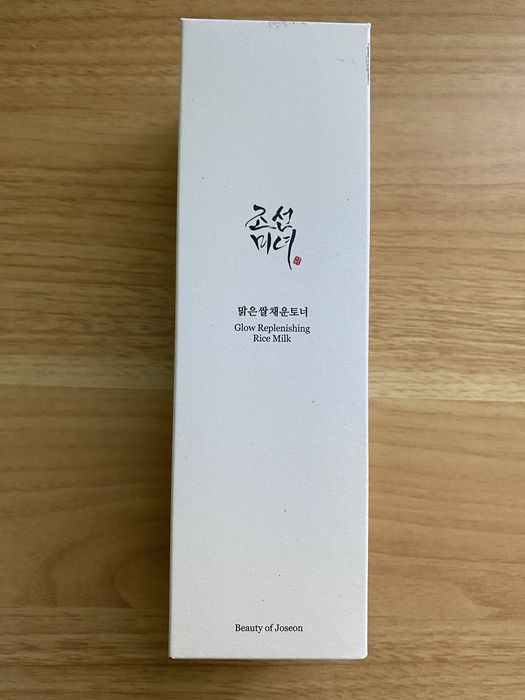 조선
미녀
맑은쌀채운토너
Glow Replenishing
Rice Milk
Beauty of Joseon